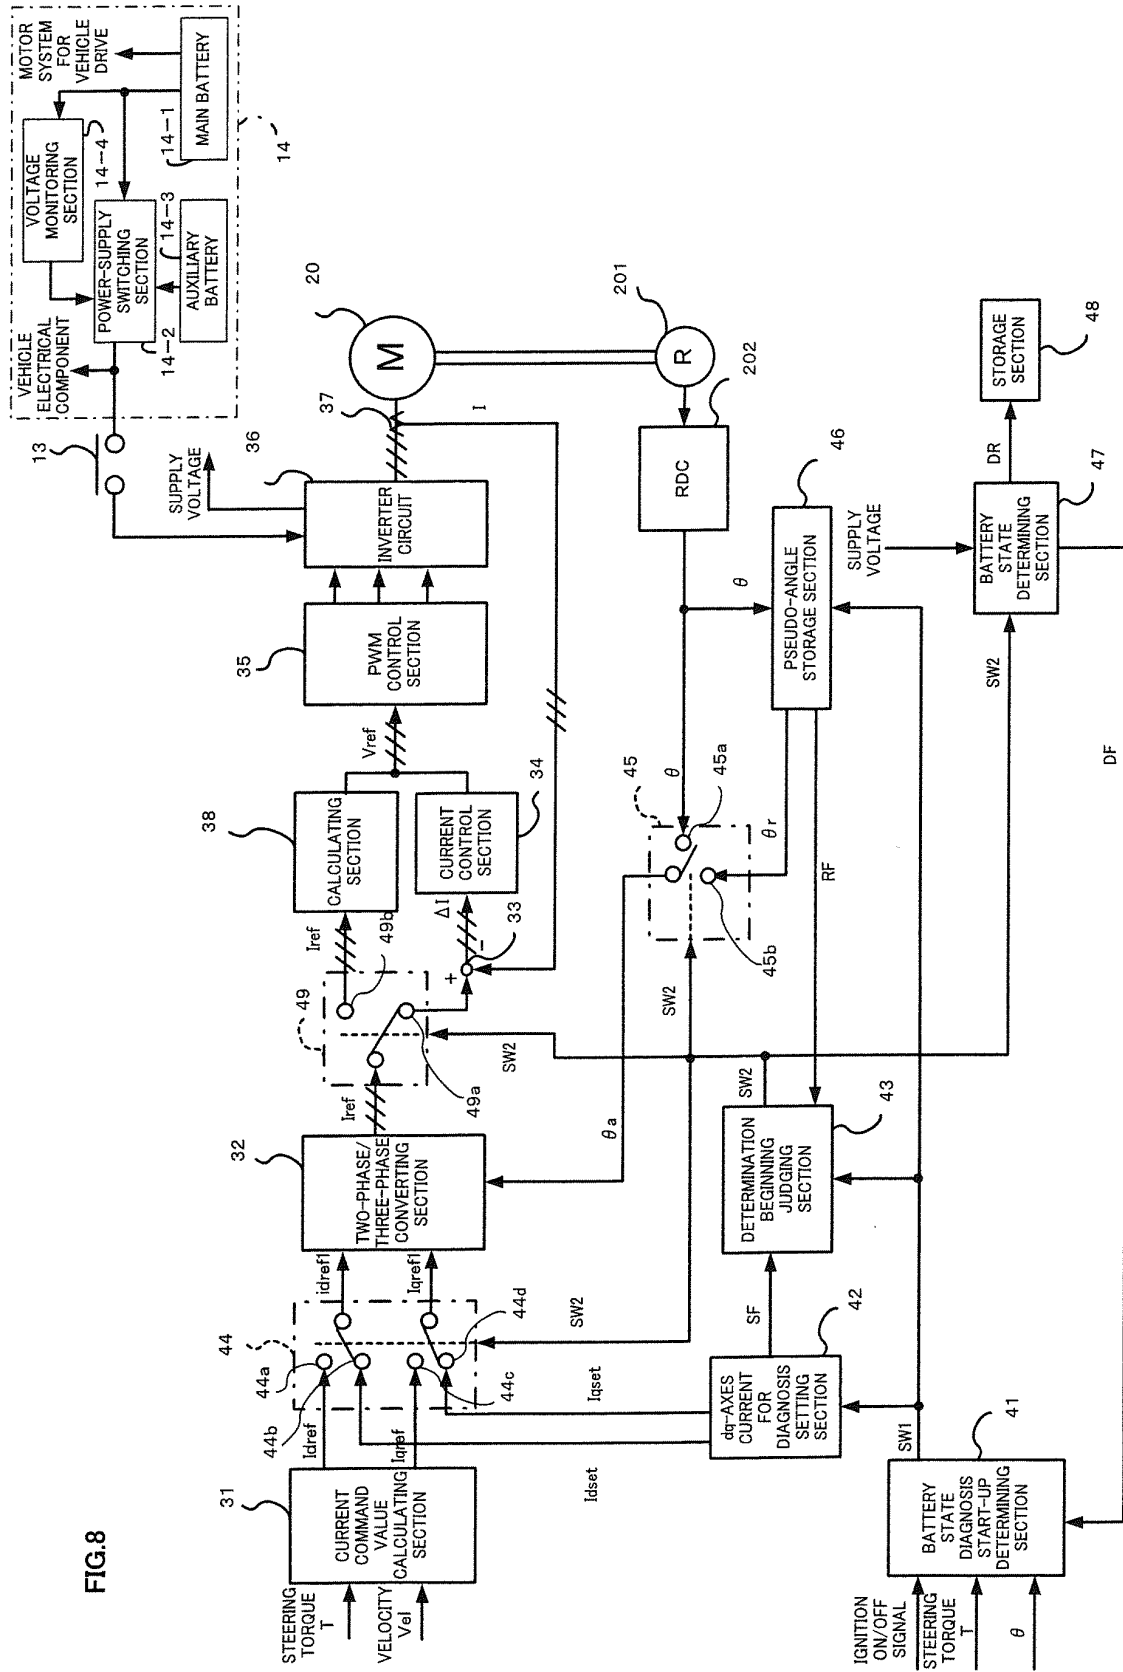 FIG.8
STEERING
TORQUE
T
VELOCITY
Vel
31
CURRENT
COMMAND
VALUE
CALCULATING
SECTION
Idref
Iqref
44
44a
44b
44c
44d
idref1
Iqref1
SW2
Iqset
Idset
32
TWO-PHASE/
THREE-PHASE
CONVERTING
SECTION
Iref
θa
49
49a
49b
SW2
Iref
+
-
33
ΔI
38
CALCULATING
SECTION
34
CURRENT
CONTROL
SECTION
Vref
35
PWM
CONTROL
SECTION
36
INVERTER
CIRCUIT
SUPPLY
VOLTAGE
13
37
I
20
M
R
201
RDC
202
VEHICLE
ELECTRICAL
COMPONENT
14-2
POWER-SUPPLY
SWITCHING
SECTION
AUXILIARY
BATTERY
14-3
VOLTAGE
MONITORING
SECTION
14-4
14-1
MAIN BATTERY
MOTOR
SYSTEM
FOR
VEHICLE
DRIVE
14
45
45a
45b
θ
θ
θr
SW2
RF
46
PSEUDO-ANGLE
STORAGE SECTION
SUPPLY
VOLTAGE
47
BATTERY
STATE
DETERMINING
SECTION
SW2
DR
48
STORAGE
SECTION
DF
SW2
43
DETERMINATION
BEGINNING
JUDGING
SECTION
SF
42
dq-AXES
CURRENT
FOR
DIAGNOSIS
SETTING
SECTION
SW1
41
BATTERY
STATE
DIAGNOSIS
START-UP
DETERMINING
SECTION
IGNITION
ON/OFF
SIGNAL
STEERING
TORQUE
T
θ